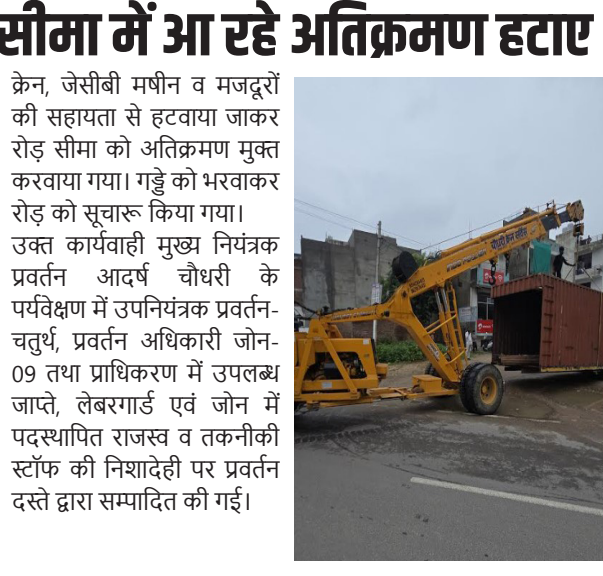 सीमा में आ रहे अतिक्रमण हटाए
क्रेन, जेसीबी मषीन व मजदूरों
की सहायता से हटवाया जाकर
रोड़ सीमा को अतिक्रमण मुक्त
करवाया गया। गड्डे को भरवाकर
रोड़ को सूचारू किया गया।
उक्त कार्यवाही मुख्य नियंत्रक
प्रवर्तन आदर्ष चौधरी के
पर्यवेक्षण में उपनियंत्रक प्रवर्तन-
चतुर्थ, प्रवर्तन अधिकारी जोन-
09 तथा प्राधिकरण में उपलब्ध
जाप्ते, लेबरगार्ड एवं जोन में
पदस्थापित राजस्व व तकनीकी
स्टॉफ की निशादेही पर प्रवर्तन
दस्ते द्वारा सम्पादित की गई।